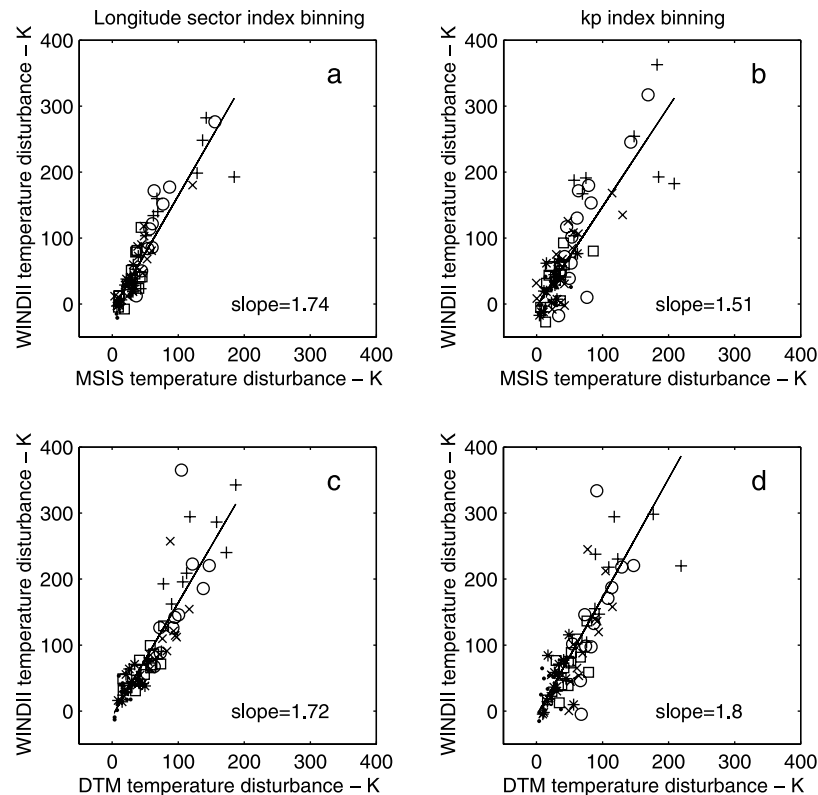 Longitude sector index binning
kp index binning
WINDII temperature disturbance – K
400
300
200
100
0
a
slope=1.74
0 100 200 300 400
MSIS temperature disturbance – K
WINDII temperature disturbance – K
400
300
200
100
0
b
slope=1.51
0 100 200 300 400
MSIS temperature disturbance – K
WINDII temperature disturbance – K
400
300
200
100
0
c
slope=1.72
0 100 200 300 400
DTM temperature disturbance – K
WINDII temperature disturbance – K
400
300
200
100
0
d
slope=1.8
0 100 200 300 400
DTM temperature disturbance – K